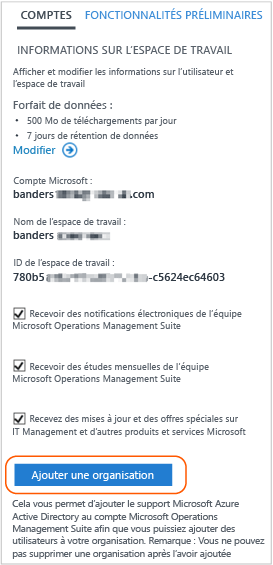 COMPTES FONCTIONNALITÉS PRÉLIMINAIRES
INFORMATIONS SUR L'ESPACE DE TRAVAIL
Afficher et modifier les informations sur l'utilisateur et
l'espace de travail
Forfait de données :
• 500 Mo de téléchargements par jour
• 7 jours de rétention de données
Modifier
Compte Microsoft :
banders .com
Nom de l'espace de travail :
banders
ID de l'espace de travail :
780b5 -c5624ec64603
Recevoir des notifications électroniques de l'équipe
Microsoft Operations Management Suite
Recevoir des études mensuelles de l'équipe
Microsoft Operations Management Suite
Recevez des mises à jour et des offres spéciales sur
IT Management et d'autres produits et services Microsoft
Ajouter une organisation
Cela vous permet d'ajouter le support Microsoft Azure
Active Directory au compte Microsoft Operations
Management Suite afin que vous puissiez ajouter des
utilisateurs à votre organisation. Remarque : Vous ne pouvez
pas supprimer une organisation après l'avoir ajoutée